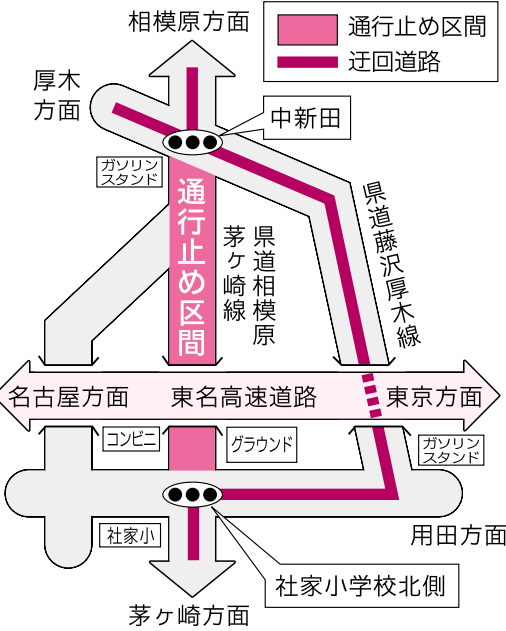 相模原方面
通行止め区間
迂回道路
厚木
方面
中新田
ガソリン
スタンド
通行止め区間
県道相模原
茅ヶ崎線
県道藤沢厚木線
名古屋方面
東名高速道路
東京方面
コンビニ
グラウンド
ガソリン
スタンド
社家小
用田方面
社家小学校北側
茅ヶ崎方面